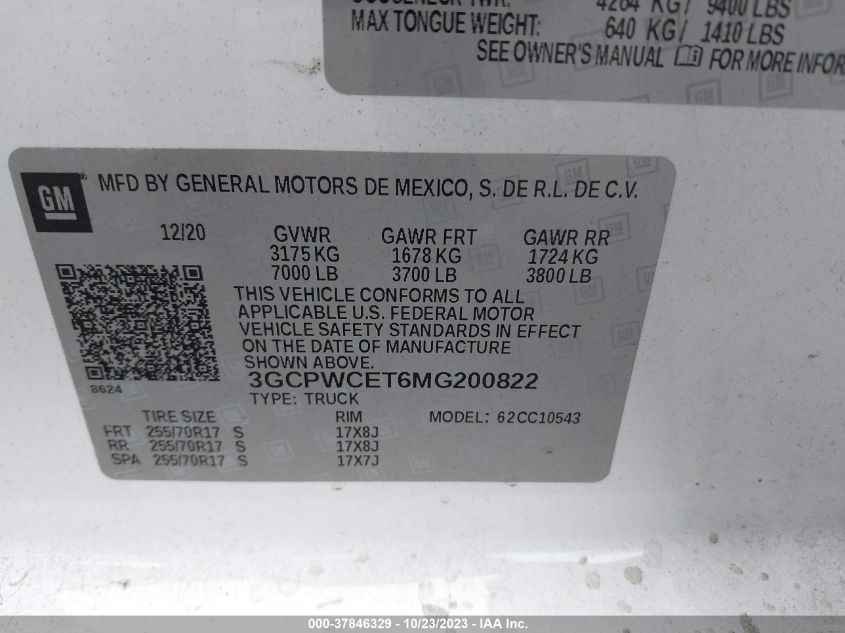 4264 KG/ 9400 LBS
MAX TONGUE WEIGHT: 640 KG/ 1410 LBS
SEE OWNER'S MANUAL FOR MORE INFOR
GM
MFD BY GENERAL MOTORS DE MEXICO, S. DE R.L. DE C.V.
12/20 GVWR GAWR FRT GAWR RR
3175 KG 1678 KG 1724 KG
7000 LB 3700 LB 3800 LB
THIS VEHICLE CONFORMS TO ALL
APPLICABLE U.S. FEDERAL MOTOR
VEHICLE SAFETY STANDARDS IN EFFECT
ON THE DATE OF MANUFACTURE
SHOWN ABOVE.
8624
3GCPWCET6MG200822
TYPE: TRUCK
TIRE SIZE RIM MODEL: 62CC10543
FRT 255/70R17 S 17X8J
RR 255/70R17 S 17X8J
SPA 255/70R17 S 17X7J
000-37846329 - 10/23/2023 - IAA Inc.